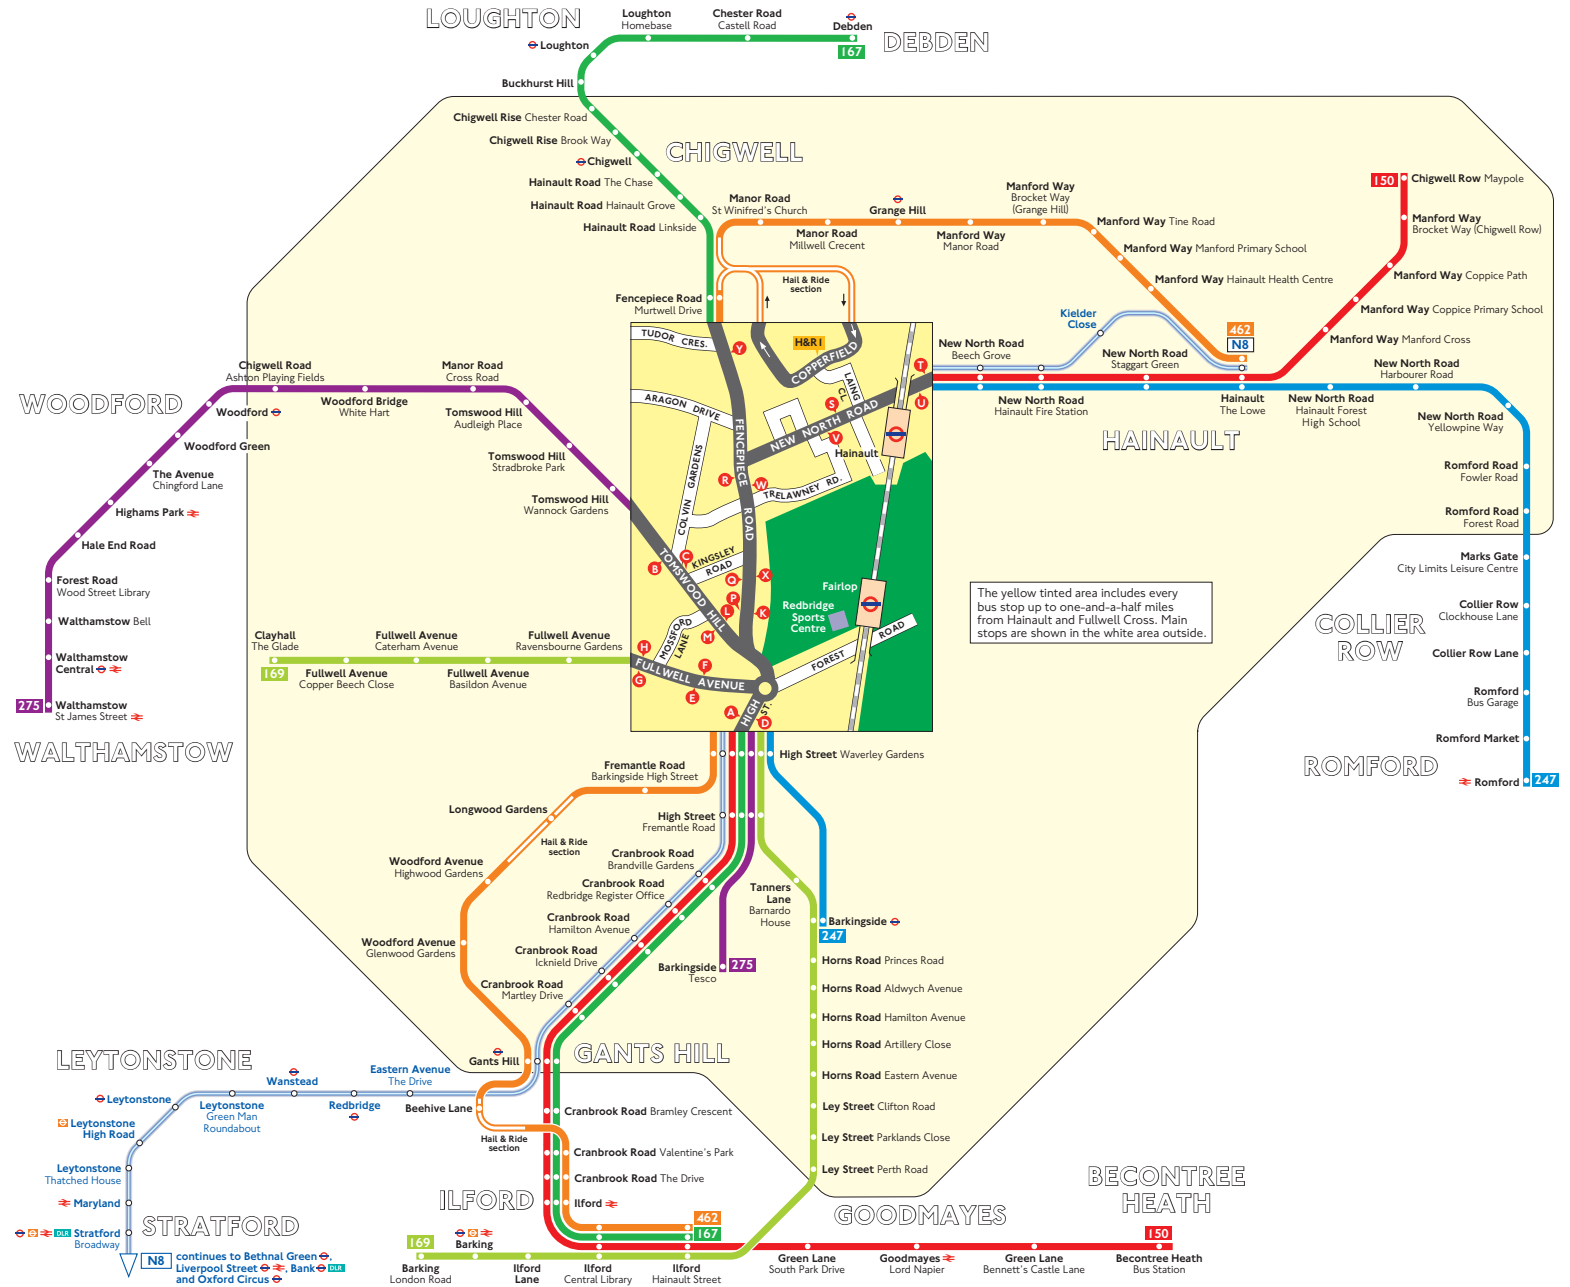 LOUGHTON
Loughton
Homebase
Chester Road
Castell Road
Debden
167
DEBDEN
Loughton
Buckhurst Hill
Chigwell Rise Chester Road
Chigwell Rise Brook Way
Chigwell
CHIGWELL
Hainault Road The Chase
Hainault Road Hainault Grove
Hainault Road Linkside
Manor Road
St Winifred's Church
Manor Road
Millwell Crecent
Grange Hill
Manford Way
Manor Road
Manford Way
Brocket Way
(Grange Hill)
Manford Way Tine Road
Manford Way Manford Primary School
Manford Way Hainault Health Centre
150
Chigwell Row Maypole
Manford Way
Brocket Way (Chigwell Row)
Manford Way Coppice Path
Manford Way Coppice Primary School
Manford Way Manford Cross
Hail & Ride
section
Fencepiece Road
Murtwell Drive
Kielder
Close
462
N8
New North Road
Beech Grove
New North Road
Staggart Green
New North Road
Harbourer Road
New North Road
Hainault Fire Station
Hainault
The Lowe
New North Road
Hainault Forest
High School
New North Road
Yellowpine Way
HAINAULT
Romford Road
Fowler Road
Romford Road
Forest Road
Marks Gate
City Limits Leisure Centre
Collier Row
Clockhouse Lane
COLLIER
ROW
Collier Row Lane
Romford
Bus Garage
Romford Market
ROMFORD
Romford
247
WOODFORD
Chigwell Road
Ashton Playing Fields
Manor Road
Cross Road
Woodford
Woodford Bridge
White Hart
Tomswood Hill
Audleigh Place
Woodford Green
Tomswood Hill
Stradbroke Park
The Avenue
Chingford Lane
Tomswood Hill
Wannock Gardens
Highams Park
Hale End Road
Forest Road
Wood Street Library
Walthamstow Bell
Walthamstow
Central
275
Walthamstow
St James Street
WALTHAMSTOW
Clayhall
The Glade
169
Fullwell Avenue
Caterham Avenue
Fullwell Avenue
Ravensbourne Gardens
Fullwell Avenue
Copper Beech Close
Fullwell Avenue
Basildon Avenue
TUDOR CRES.
Y
H&R1
COPPERFIELD
LAING
CL.
T
U
ARAGON DRIVE
S
NEW NORTH ROAD
V
Hainault
FENCEPIECE
ROAD
COLVIN GARDENS
R
W
TRELAWNEY RD.
B
C
KINGSLEY
ROAD
TOMSWOOD HILL
Q
X
P
L
K
M
MOSSFORD
LANE
Fairlop
Redbridge
Sports
Centre
FOREST ROAD
H
G
FULLWELL AVENUE
F
E
A
D
HIGH ST.
The yellow tinted area includes every
bus stop up to one-and-a-half miles
from Hainault and Fullwell Cross. Main
stops are shown in the white area outside.
High Street Waverley Gardens
Fremantle Road
Barkingside High Street
Longwood Gardens
High Street
Fremantle Road
Hail & Ride
section
Woodford Avenue
Highwood Gardens
Cranbrook Road
Brandville Gardens
Cranbrook Road
Redbridge Register Office
Cranbrook Road
Hamilton Avenue
Woodford Avenue
Glenwood Gardens
Cranbrook Road
Icknield Drive
Cranbrook Road
Martley Drive
Barkingside
Tesco
275
Tanners
Lane
Barnardo
House
Barkingside
247
Horns Road Princes Road
Horns Road Aldwych Avenue
Horns Road Hamilton Avenue
Horns Road Artillery Close
Horns Road Eastern Avenue
Ley Street Clifton Road
Ley Street Parklands Close
Ley Street Perth Road
Gants Hill
GANTS HILL
LEYTONSTONE
Eastern Avenue
The Drive
Wanstead
Redbridge
Leytonstone
Leytonstone
Green Man
Roundabout
Leytonstone
High Road
Leytonstone
Thatched House
Maryland
Stratford
Broadway
DLR
STRATFORD
N8
continues to Bethnal Green,
Liverpool Street, Bank DLR
and Oxford Circus
Beehive Lane
Hail & Ride
section
Cranbrook Road Bramley Crescent
Cranbrook Road Valentine's Park
Cranbrook Road The Drive
Ilford
ILFORD
462
167
169
Barking
Barking
London Road
Ilford
Lane
Ilford
Central Library
Ilford
Hainault Street
GOODMAYES
Green Lane
South Park Drive
Goodmayes
Lord Napier
Green Lane
Bennett's Castle Lane
BECONTREE
HEATH
150
Becontree Heath
Bus Station